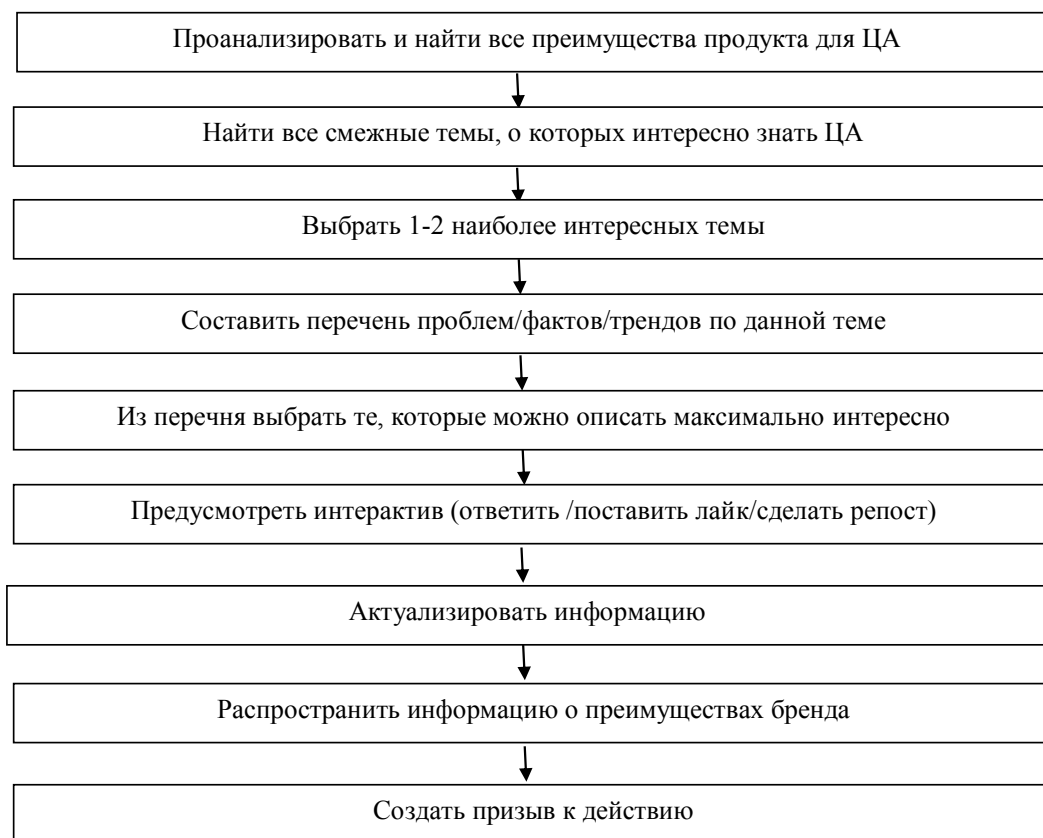 Проанализировать и найти все преимущества продукта для ЦА
Найти все смежные темы, о которых интересно знать ЦА
Выбрать 1-2 наиболее интересных темы
Составить перечень проблем/фактов/трендов по данной теме
Из перечня выбрать те, которые можно описать максимально интересно
Предусмотреть интерактив (ответить /поставить лайк/сделать репост)
Актуализировать информацию
Распространить информацию о преимуществах бренда
Создать призыв к действию